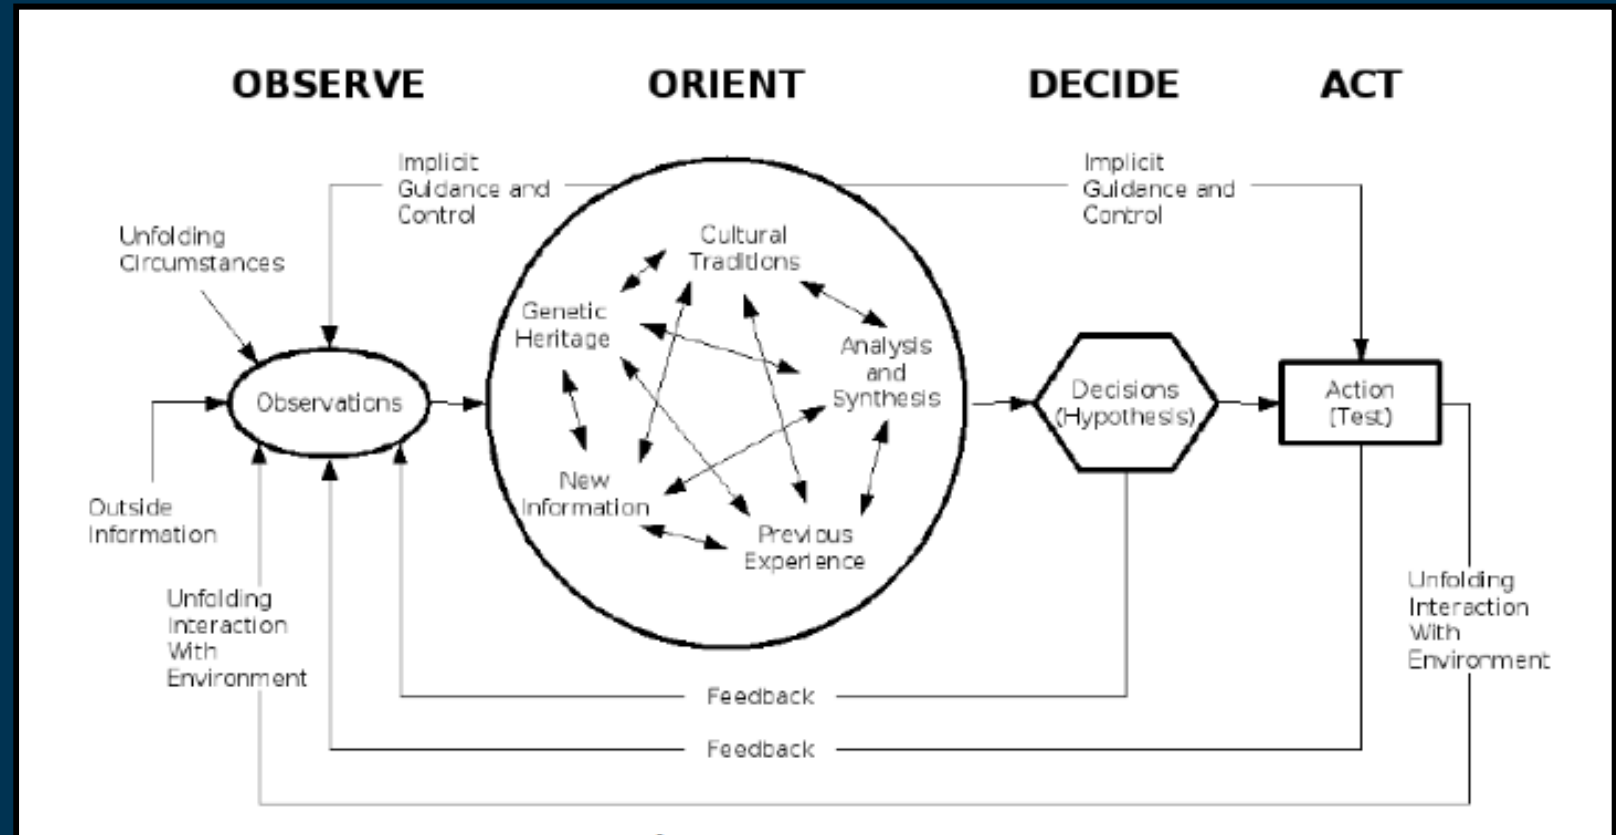 OBSERVE
ORIENT
DECIDE
ACT
Implicit
Guidance and
Control
Implicit
Guidance and
Control
Unfolding
Circumstances
Cultural
Traditions
Genetic
Heritage
Analysis
and
Synthesis
Observations
Decisions
(Hypothesis)
Action
(Test)
New
Information
Previous
Experience
Outside
Information
Unfolding
Interaction
With
Environment
Unfolding
Interaction
With
Environment
Feedback
Feedback